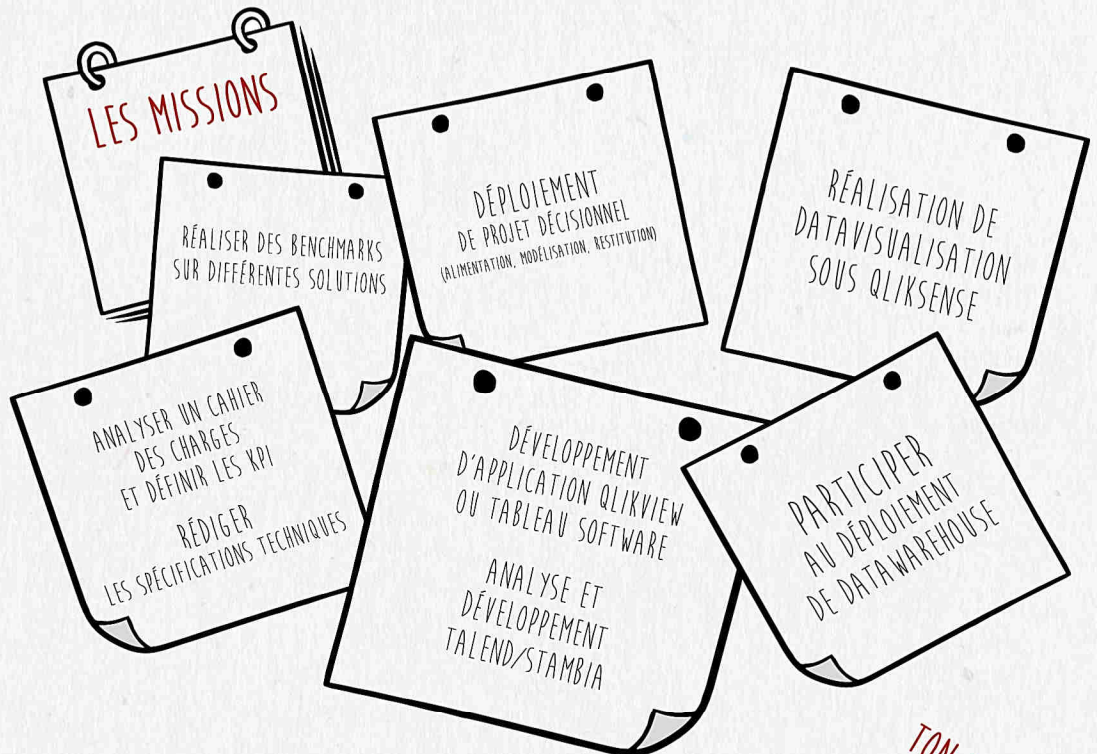 LES MISSIONS
RÉALISER DES BENCHMARKS
SUR DIFFÉRENTES SOLUTIONS
DÉPLOIEMENT
DE PROJET DÉCISIONNEL
(ALIMENTATION, MODÉLISATION, RESTITUTION)
RÉALISATION DE
DATAVISUALISATION
SOUS QLIKSENSE
ANALYSER UN CAHIER
DES CHARGES
ET DÉFINIR LES KPI
RÉDIGER
LES SPÉCIFICATIONS TECHNIQUES
DÉVELOPPEMENT
D'APPLICATION QLIKVIEW
OU TABLEAU SOFTWARE
ANALYSE ET
DÉVELOPPEMENT
TALEND/STAMBIA
PARTICIPER
AU DÉPLOIEMENT
DE DATAWAREHOUSE
TON